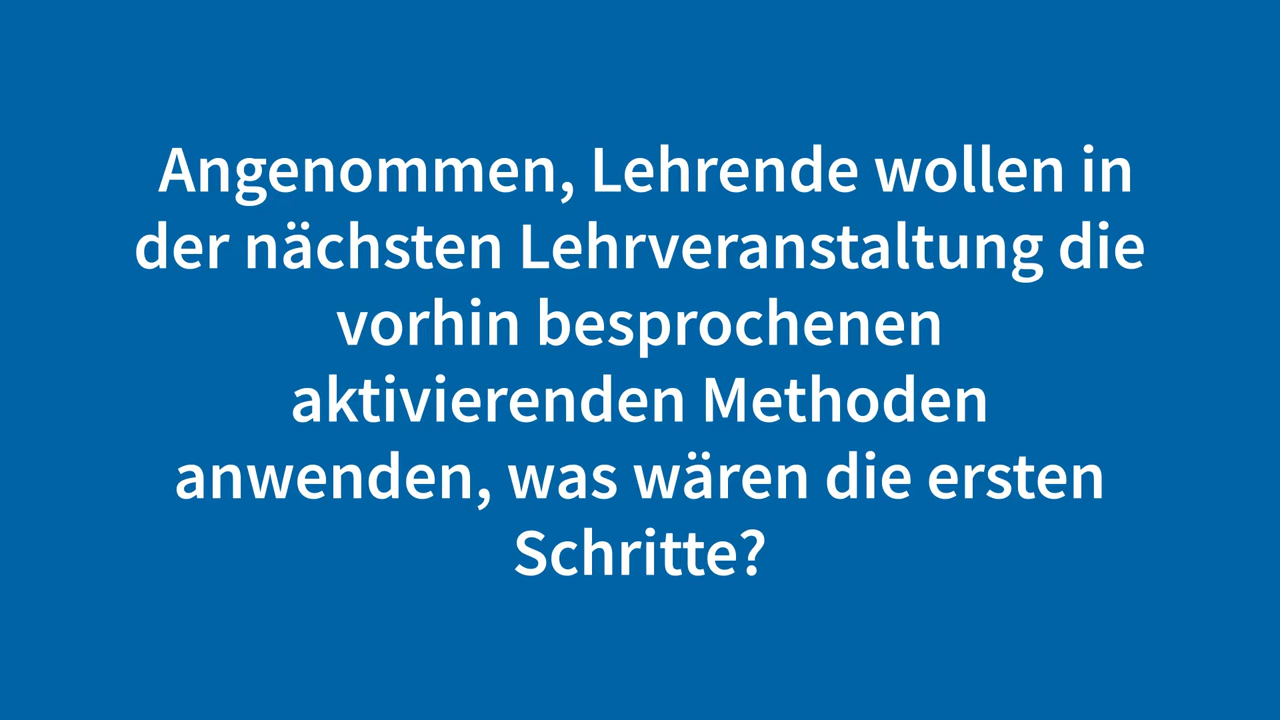 Angenommen, Lehrende wollen in
der nächsten Lehrveranstaltung die
vorhin besprochenen
aktivierenden Methoden
anwenden, was wären die ersten
Schritte?